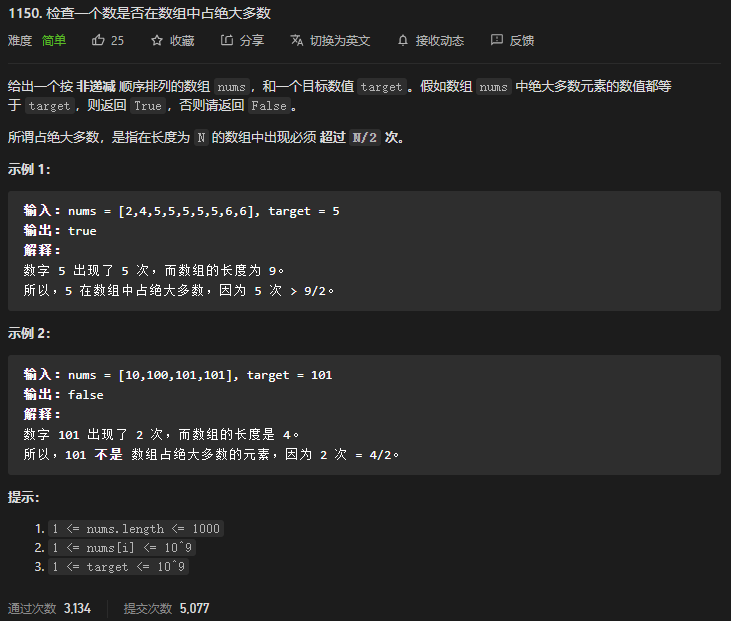 1150. 检查一个数是否在数组中占绝大多数
难度 简单 25 收藏 分享 切换为英文 接收动态 反馈
给出一个按 非递减 顺序排列的数组 nums，和一个目标数值 target。假如数组 nums 中绝大多数元素的数值都等
于 target，则返回 True，否则请返回 False。
所谓占绝大多数，是指在长度为 N 的数组中出现必须 超过 N/2 次。
示例 1：
输入：nums = [2,4,5,5,5,5,5,6,6], target = 5
输出：true
解释：
数字 5 出现了 5 次，而数组的长度为 9。
所以，5 在数组中占绝大多数，因为 5 次 > 9/2。
示例 2：
输入：nums = [10,100,101,101], target = 101
输出：false
解释：
数字 101 出现了 2 次，而数组的长度是 4。
所以，101 不是 数组占绝大多数的元素，因为 2 次 = 4/2。
提示：
1. 1 <= nums.length <= 1000
2. 1 <= nums[i] <= 10^9
3. 1 <= target <= 10^9
通过次数 3,134 提交次数 5,077